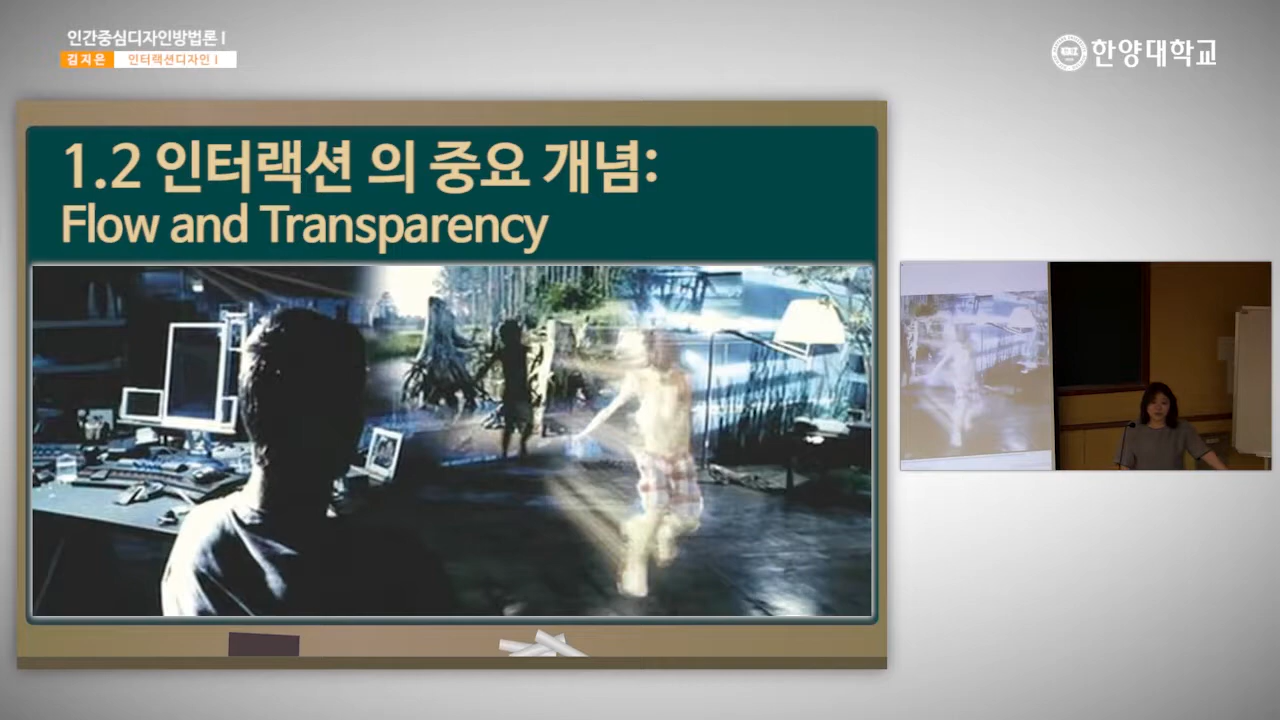 인간중심디자인방법론 I
김지은 인터랙션디자인 I
한양대학교
1.2 인터랙션 의 중요 개념:
Flow and Transparency